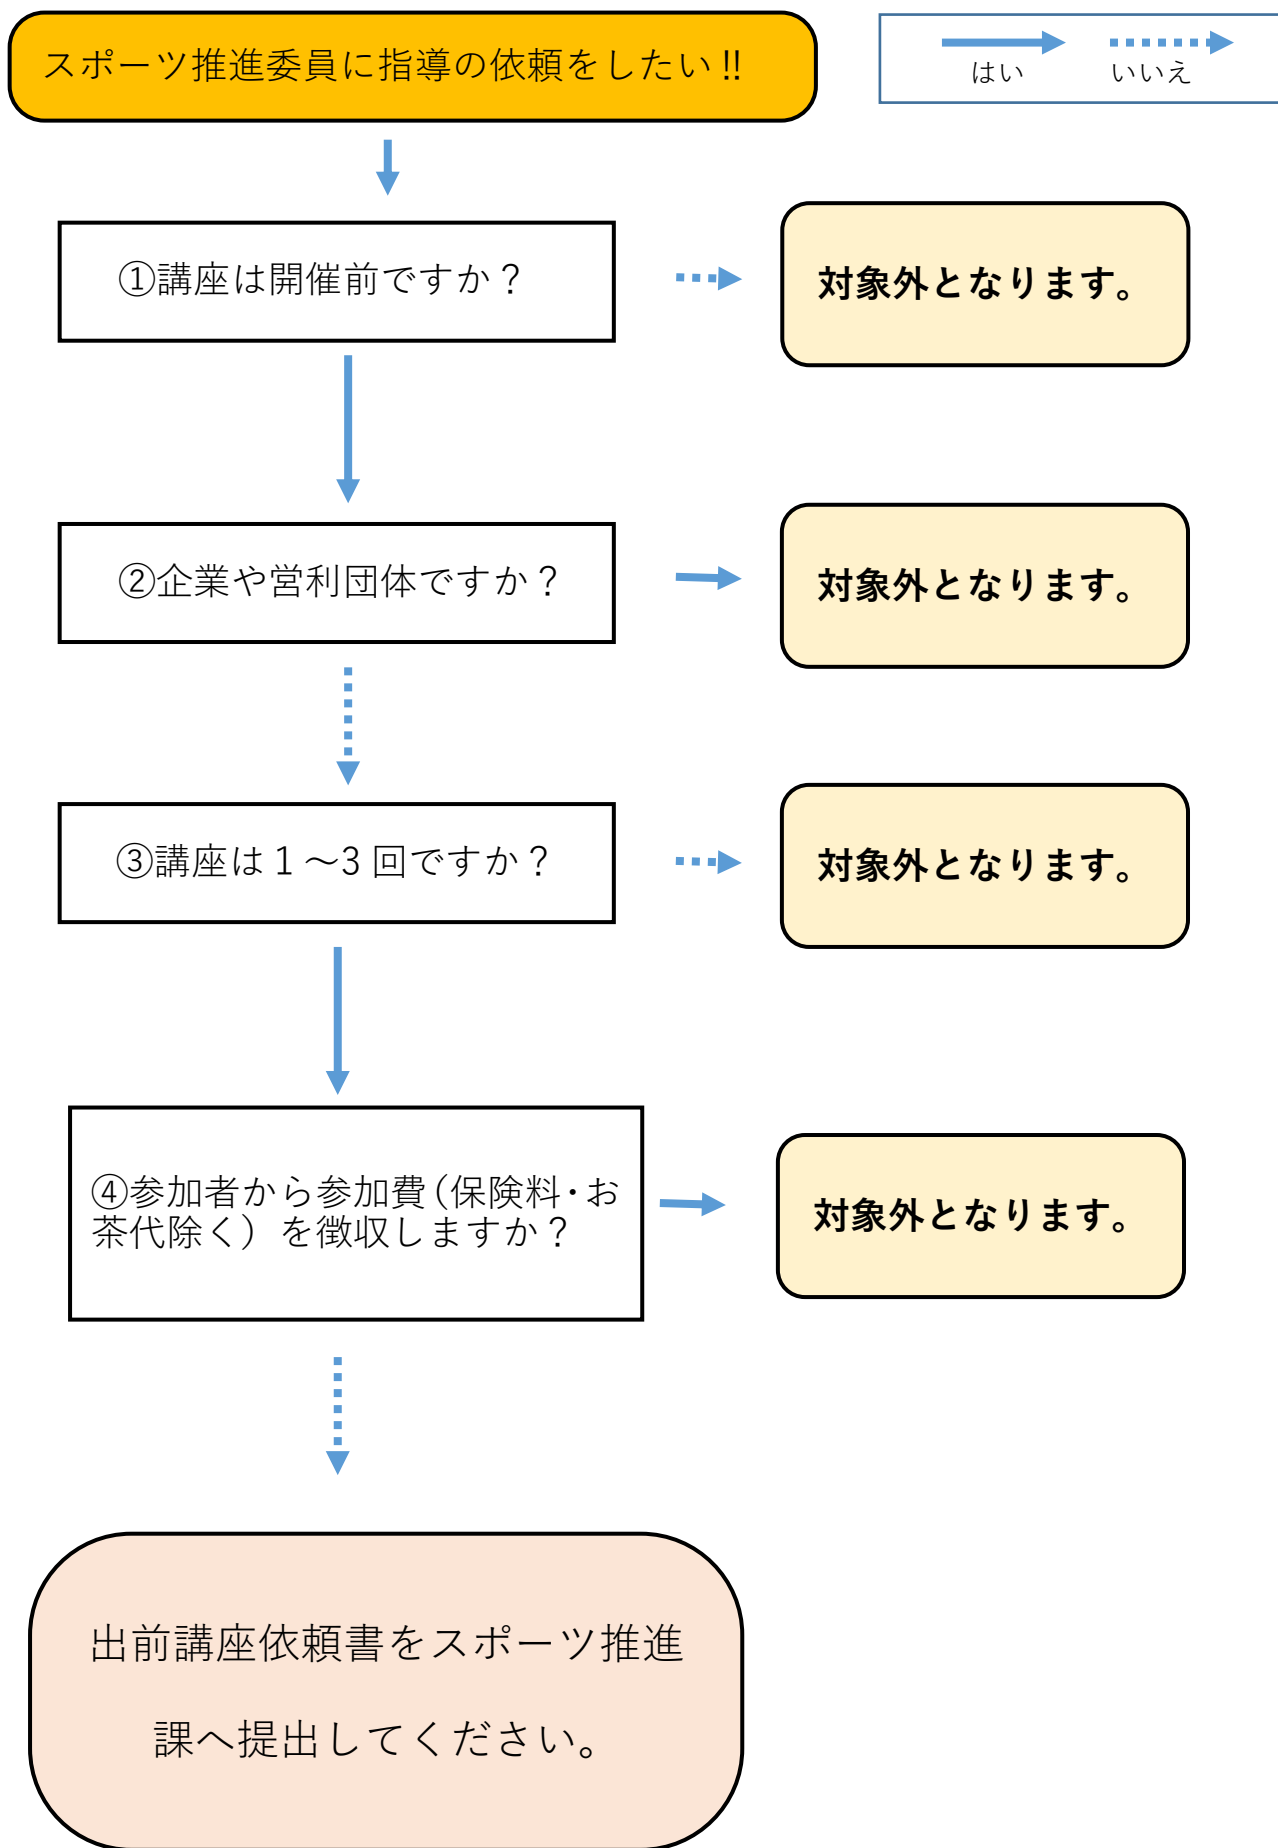 スポーツ推進委員に指導の依頼をしたい!!
はい
いいえ
①講座は開催前ですか？
対象外となります。
②企業や営利団体ですか？
対象外となります。
③講座は１～3 回ですか？
対象外となります。
④参加者から参加費(保険料・お
茶代除く）を徴収しますか？
対象外となります。
出前講座依頼書をスポーツ推進
課へ提出してください。